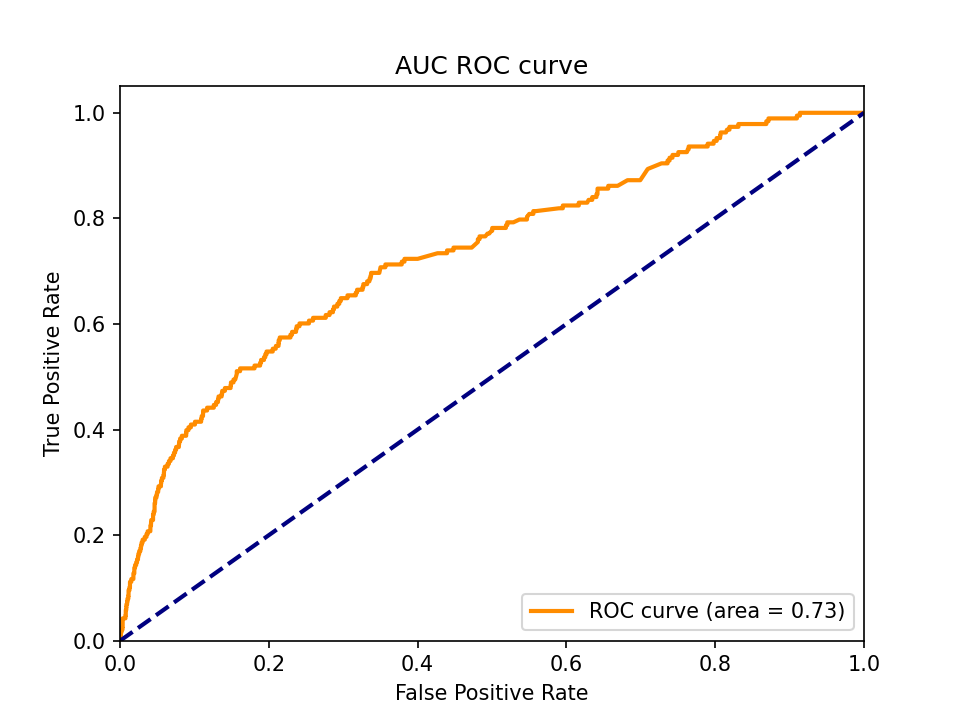 AUC ROC curve
1.0
0.8
0.6
0.4
0.2
0.0
True Positive Rate
ROC curve (area = 0.73)
0.0 0.2 0.4 0.6 0.8 1.0
False Positive Rate